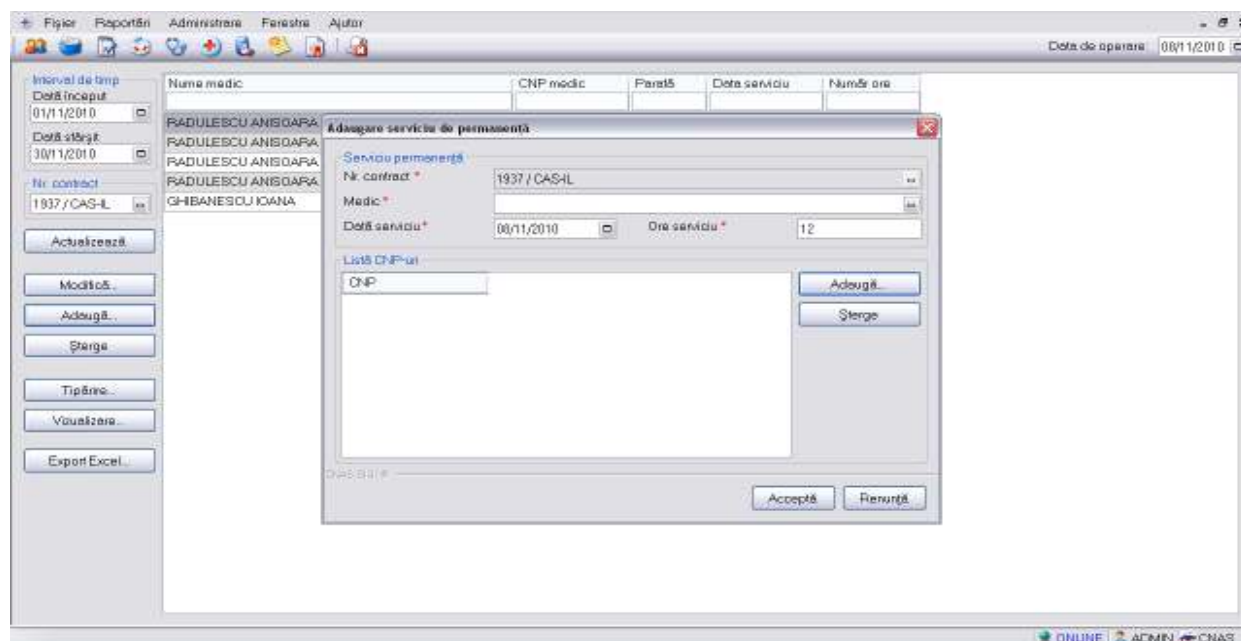 Fișier Raportări Administrare Ferestre Ajutor
Data de operare 08/11/2010
Interval de timp
Dată început
01/11/2010
Dată sfârșit
30/11/2010
Nr. contract
1937 / CAS-IL
Actualizează
Modifică...
Adaugă...
Șterge
Tipărire...
Vizualizare...
Export Excel...
Nume medic CNP medic Parafă Data serviciu Număr ore
RADULESCU ANISOARA
RADULESCU ANISOARA
RADULESCU ANISOARA
RADULESCU ANISOARA
GHIBANESCU IOANA
Adaugare serviciu de permanență
Serviciu permanență
Nr. contract * 1937 / CAS-IL
Medic *
Dată serviciu * 08/11/2010 Ore serviciu * 12
Listă CNP-uri
CNP
Adaugă...
Șterge
Acceptă Renunță
ONLINE ADMIN CNAS